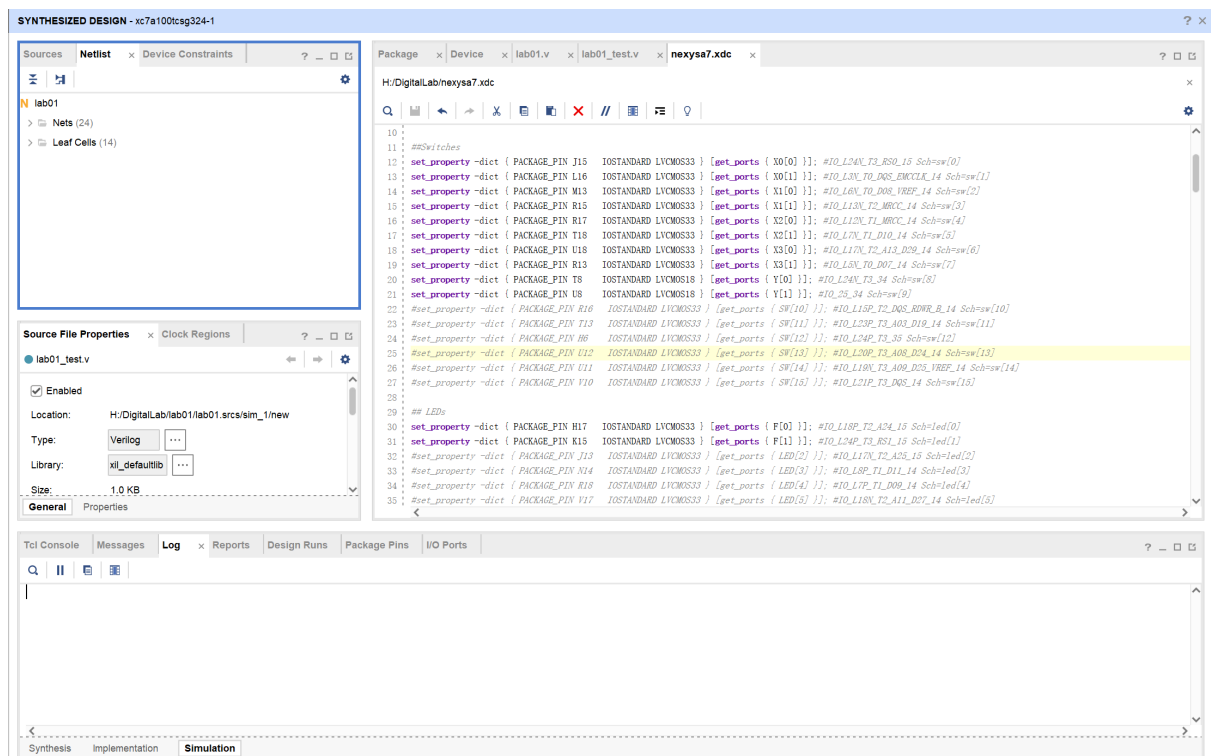 SYNTHESIZED DESIGN - xc7a100tcsg324-1
Sources Netlist Device Constraints
lab01
Nets (24)
Leaf Cells (14)
Source File Properties Clock Regions
lab01_test.v
Enabled
Location: H:/DigitalLab/lab01/lab01.srcs/sim_1/new
Type: Verilog
Library: xil_defaultlib
Size: 1.0 KB
General Properties
Package Device lab01.v lab01_test.v nexysa7.xdc
H:/DigitalLab/nexysa7.xdc
10
11 ##Switches
12 set_property -dict { PACKAGE_PIN J15 IOSTANDARD LVCMOS33 } [get_ports { X0[0] }]; #IO_L24N_T3_RS0_15 Sch=sw[0]
13 set_property -dict { PACKAGE_PIN L16 IOSTANDARD LVCMOS33 } [get_ports { X0[1] }]; #IO_L3N_T0_DQS_EMCCLK_14 Sch=sw[1]
14 set_property -dict { PACKAGE_PIN M13 IOSTANDARD LVCMOS33 } [get_ports { X1[0] }]; #IO_L6N_T0_D08_VREF_14 Sch=sw[2]
15 set_property -dict { PACKAGE_PIN R15 IOSTANDARD LVCMOS33 } [get_ports { X1[1] }]; #IO_L13N_T2_MRCC_14 Sch=sw[3]
16 set_property -dict { PACKAGE_PIN R17 IOSTANDARD LVCMOS33 } [get_ports { X2[0] }]; #IO_L12N_T1_MRCC_14 Sch=sw[4]
17 set_property -dict { PACKAGE_PIN T18 IOSTANDARD LVCMOS33 } [get_ports { X2[1] }]; #IO_L7N_T1_D10_14 Sch=sw[5]
18 set_property -dict { PACKAGE_PIN U18 IOSTANDARD LVCMOS33 } [get_ports { X3[0] }]; #IO_L17N_T2_A13_D29_14 Sch=sw[6]
19 set_property -dict { PACKAGE_PIN R13 IOSTANDARD LVCMOS33 } [get_ports { X3[1] }]; #IO_L5N_T0_D07_14 Sch=sw[7]
20 set_property -dict { PACKAGE_PIN T8 IOSTANDARD LVCMOS18 } [get_ports { Y[0] }]; #IO_L24N_T3_34 Sch=sw[8]
21 set_property -dict { PACKAGE_PIN U8 IOSTANDARD LVCMOS18 } [get_ports { Y[1] }]; #IO_25_34 Sch=sw[9]
22 #set_property -dict { PACKAGE_PIN R16 IOSTANDARD LVCMOS33 } [get_ports { SW[10] }]; #IO_L15P_T2_DQS_RDWR_B_14 Sch=sw[10]
23 #set_property -dict { PACKAGE_PIN T13 IOSTANDARD LVCMOS33 } [get_ports { SW[11] }]; #IO_L23P_T3_A03_D19_14 Sch=sw[11]
24 #set_property -dict { PACKAGE_PIN H6 IOSTANDARD LVCMOS33 } [get_ports { SW[12] }]; #IO_L24P_T3_35 Sch=sw[12]
25 #set_property -dict { PACKAGE_PIN U12 IOSTANDARD LVCMOS33 } [get_ports { SW[13] }]; #IO_L20P_T3_A08_D24_14 Sch=sw[13]
26 #set_property -dict { PACKAGE_PIN U11 IOSTANDARD LVCMOS33 } [get_ports { SW[14] }]; #IO_L19N_T3_A09_D25_VREF_14 Sch=sw[14]
27 #set_property -dict { PACKAGE_PIN V10 IOSTANDARD LVCMOS33 } [get_ports { SW[15] }]; #IO_L21P_T3_DQS_14 Sch=sw[15]
28
29 ## LEDs
30 set_property -dict { PACKAGE_PIN H17 IOSTANDARD LVCMOS33 } [get_ports { F[0] }]; #IO_L18P_T2_A24_15 Sch=led[0]
31 set_property -dict { PACKAGE_PIN K15 IOSTANDARD LVCMOS33 } [get_ports { F[1] }]; #IO_L24P_T3_RS1_15 Sch=led[1]
32 #set_property -dict { PACKAGE_PIN J13 IOSTANDARD LVCMOS33 } [get_ports { LED[2] }]; #IO_L17N_T2_A25_15 Sch=led[2]
33 #set_property -dict { PACKAGE_PIN N14 IOSTANDARD LVCMOS33 } [get_ports { LED[3] }]; #IO_L8P_T1_D11_14 Sch=led[3]
34 #set_property -dict { PACKAGE_PIN R18 IOSTANDARD LVCMOS33 } [get_ports { LED[4] }]; #IO_L7P_T1_D09_14 Sch=led[4]
35 #set_property -dict { PACKAGE_PIN V17 IOSTANDARD LVCMOS33 } [get_ports { LED[5] }]; #IO_L18N_T2_A11_D27_14 Sch=led[5]
Tcl Console Messages Log Reports Design Runs Package Pins I/O Ports
Synthesis Implementation Simulation